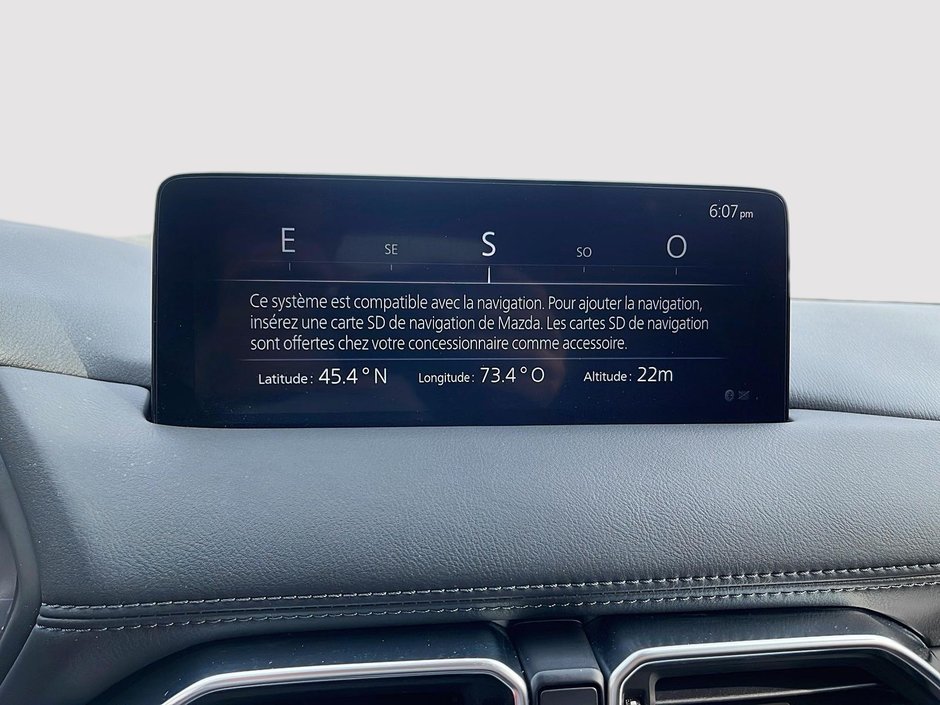 6:07 pm
E SE S SO O
Ce système est compatible avec la navigation. Pour ajouter la navigation,
insérez une carte SD de navigation de Mazda. Les cartes SD de navigation
sont offertes chez votre concessionnaire comme accessoire.
Latitude : 45.4° N Longitude : 73.4° O Altitude : 22m